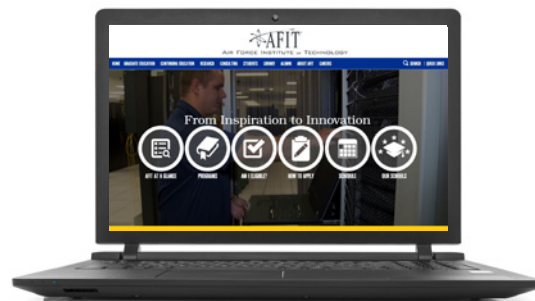 AFIT
AIR FORCE INSTITUTE OF TECHNOLOGY
HOME GRADUATE EDUCATION CONTINUING EDUCATION RESEARCH CONSULTING STUDENTS LIBRARY ALUMNI ABOUT AFIT CAREERS SEARCH | QUICK LINKS
From Inspiration to Innovation
AFIT AT A GLANCE PROGRAMS AM I ELIGIBLE? HOW TO APPLY SCHEDULE OUR SCHOOLS